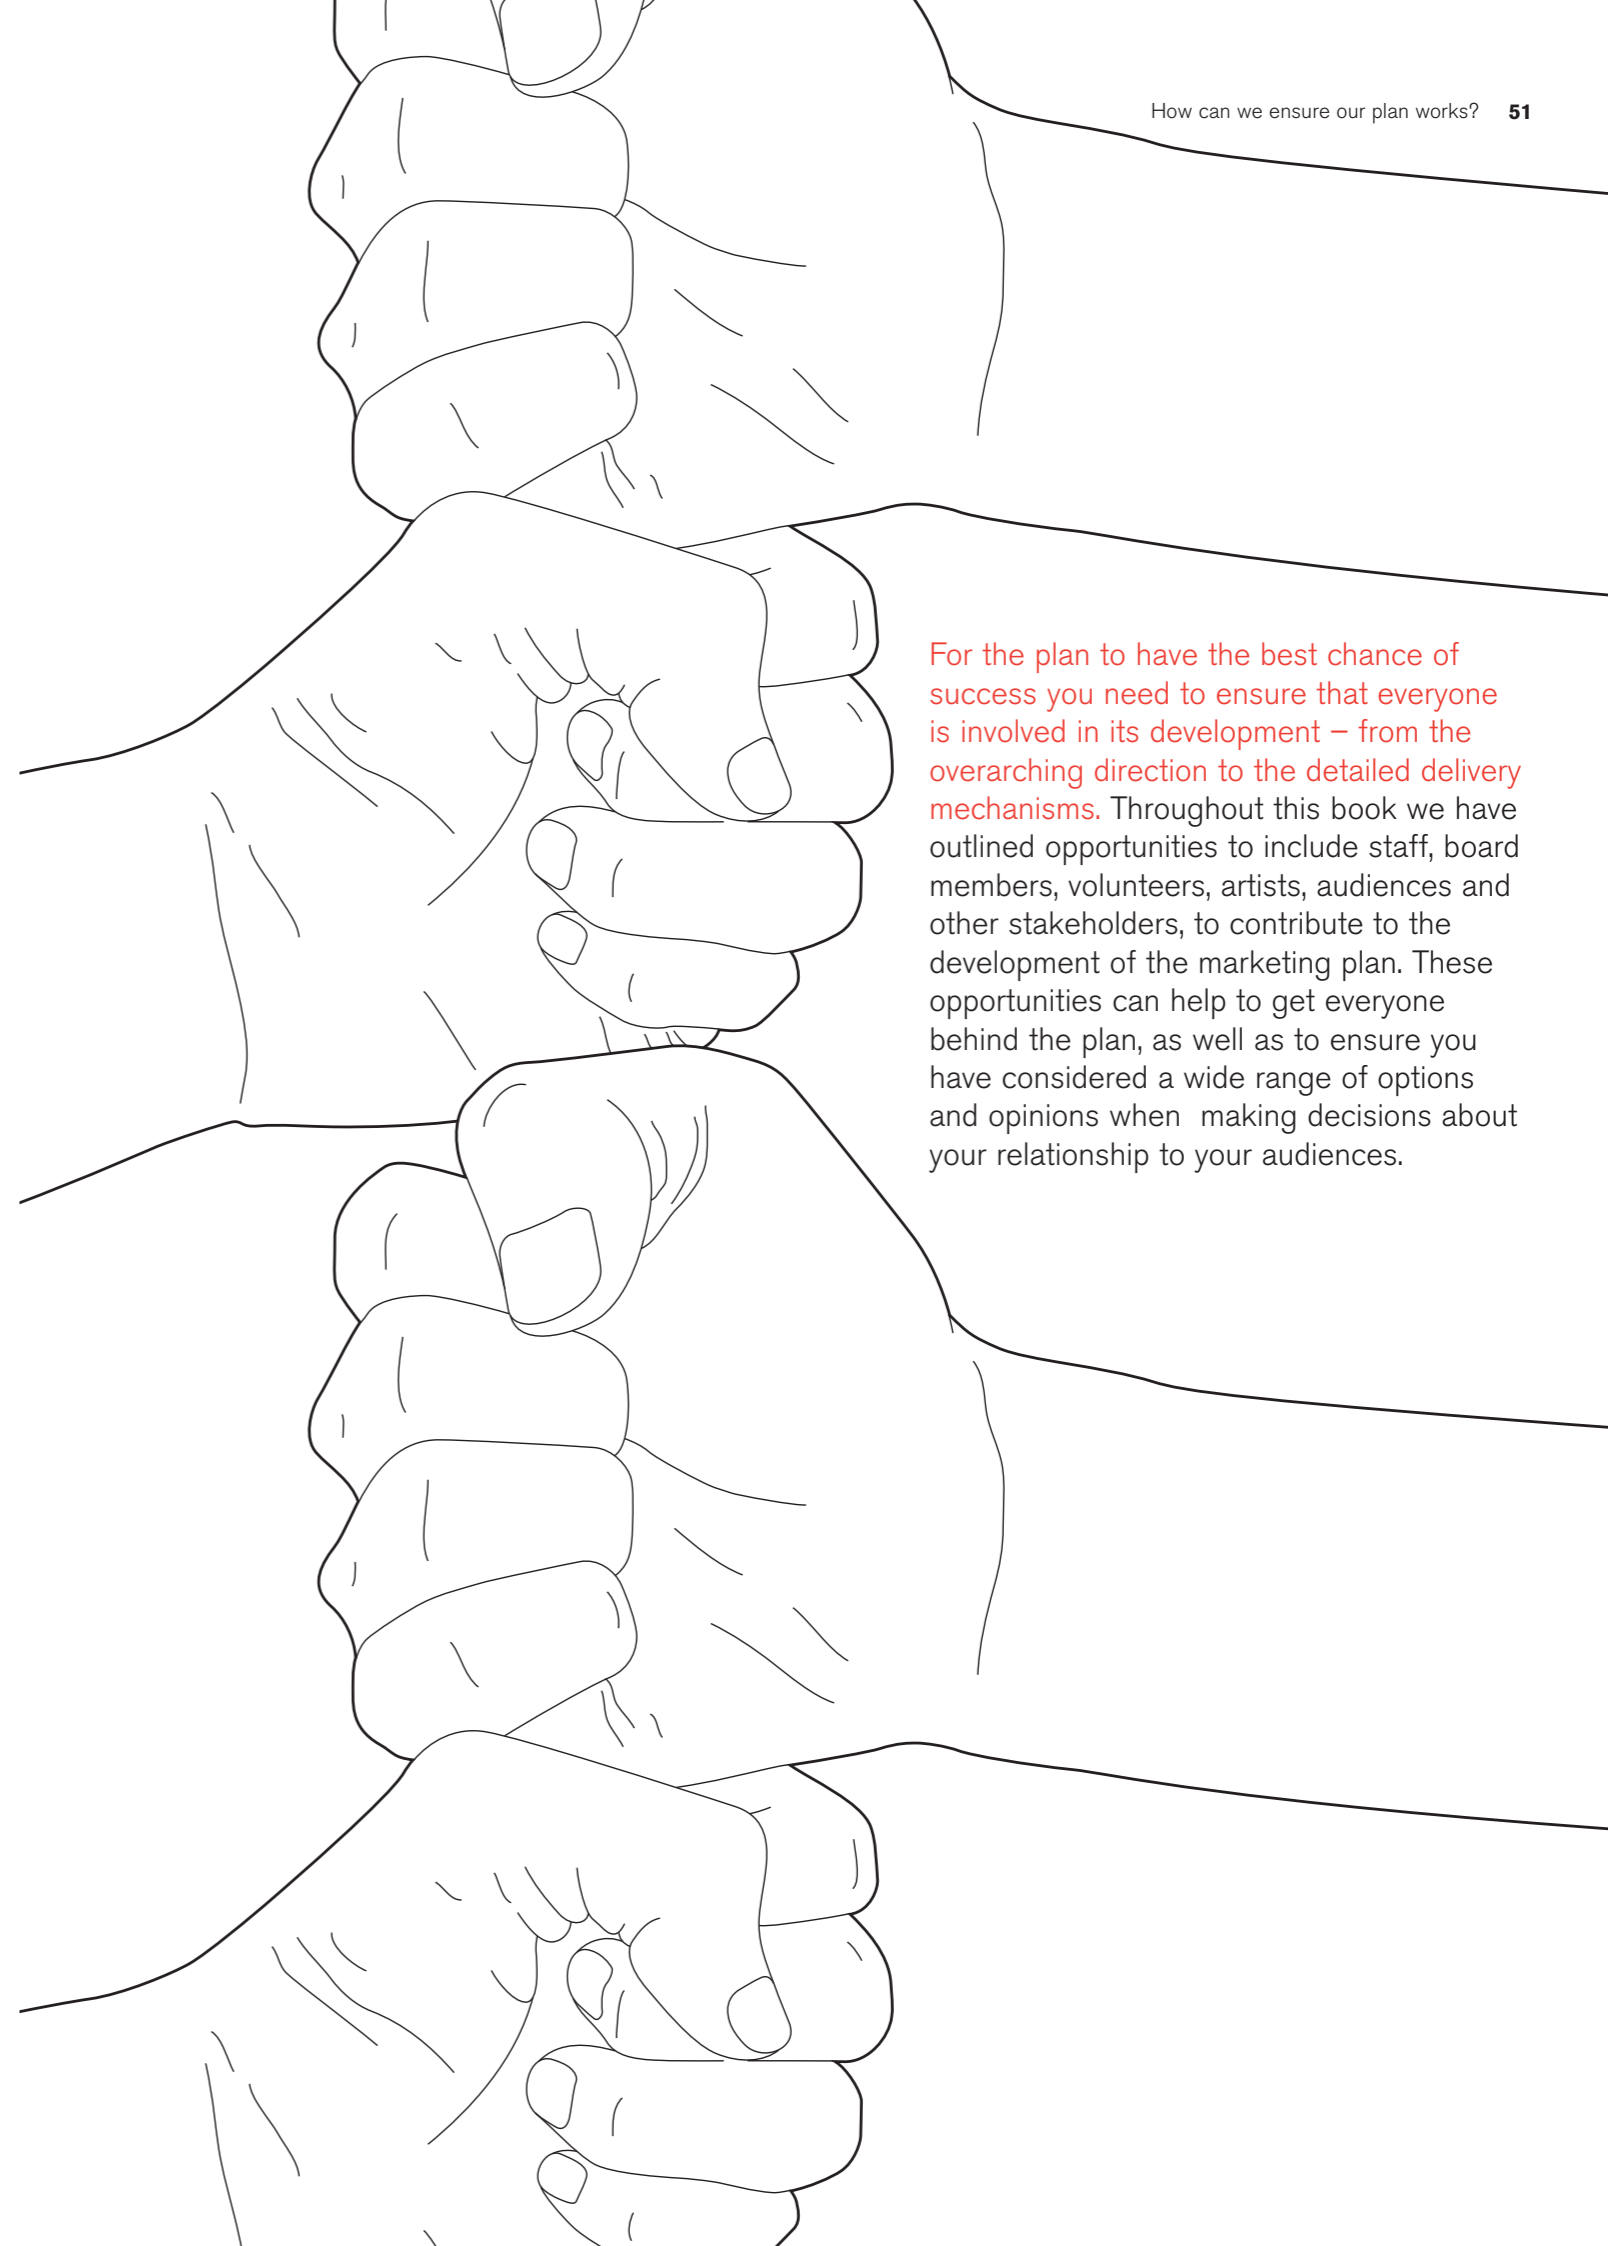 How can we ensure our plan works? 51
For the plan to have the best chance of
success you need to ensure that everyone
is involved in its development – from the
overarching direction to the detailed delivery
mechanisms. Throughout this book we have
outlined opportunities to include staff, board
members, volunteers, artists, audiences and
other stakeholders, to contribute to the
development of the marketing plan. These
opportunities can help to get everyone
behind the plan, as well as to ensure you
have considered a wide range of options
and opinions when  making decisions about
your relationship to your audiences.